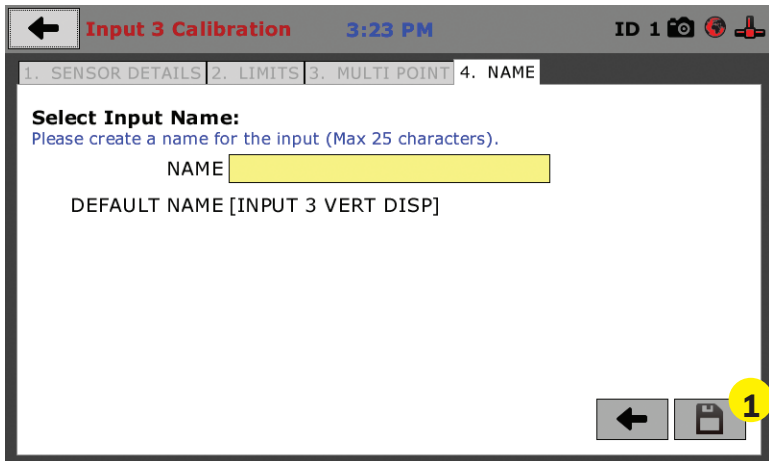 Input 3 Calibration 3:23 PM ID 1
1. SENSOR DETAILS 2. LIMITS 3. MULTI POINT 4. NAME
Select Input Name:
Please create a name for the input (Max 25 characters).
NAME
DEFAULT NAME [INPUT 3 VERT DISP]
1